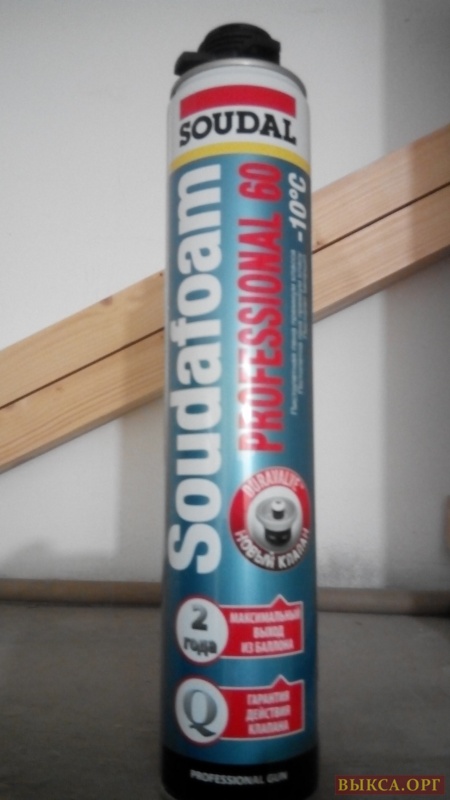 SOUDAL
Soudafoam
PROFESSIONAL 60
-10°C
DURAVALVE
НОВЫЙ КЛАПАН
2
года
МАКСИМАЛЬНЫЙ
ВЫХОД
ИЗ БАЛЛОНА
Q
ГАРАНТИЯ
ДЕЙСТВИЯ
КЛАПАНА
PROFESSIONAL GUN
ВЫКСА.ОРГ